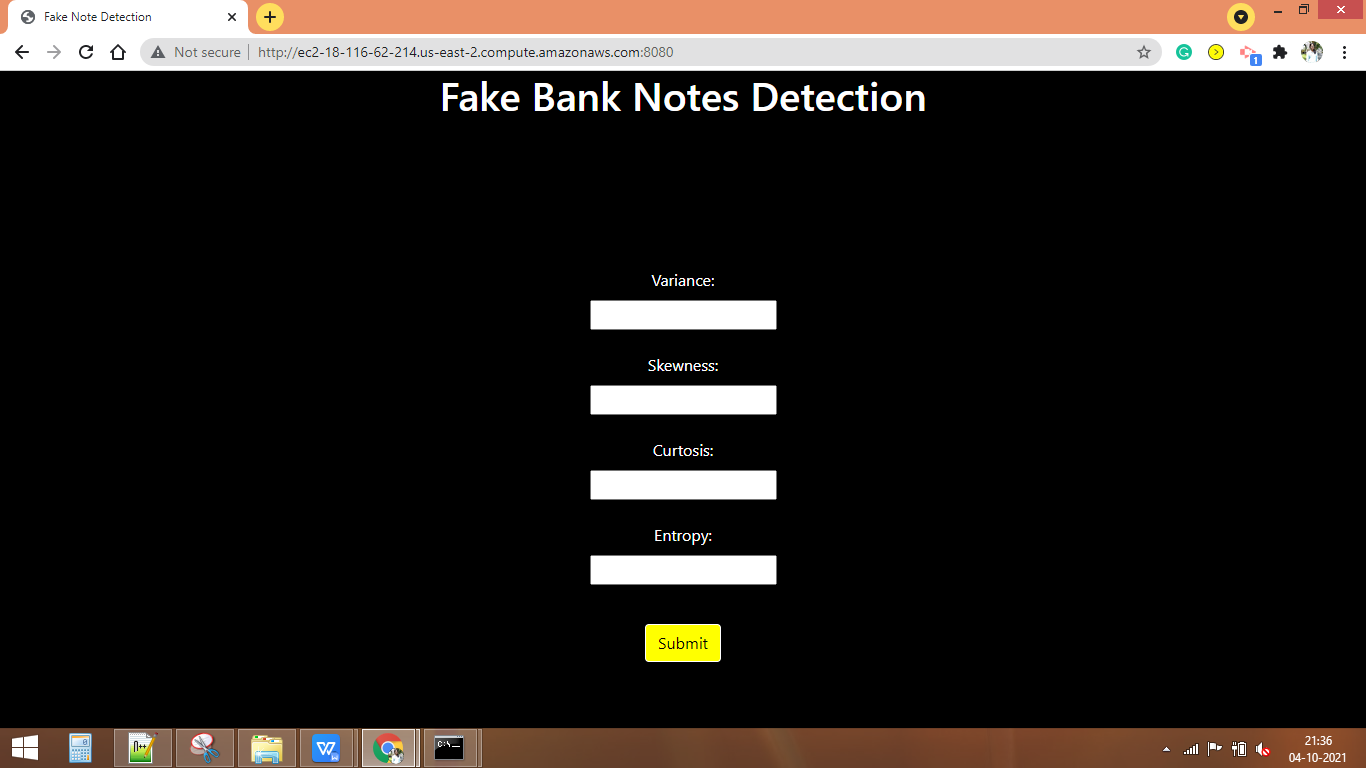 Fake Note Detection
Not secure
http://ec2-18-116-62-214.us-east-2.compute.amazonaws.com:8080
1
Fake Bank Notes Detection
Variance:
Skewness:
Curtosis:
Entropy:
Submit
21:36
04-10-2021